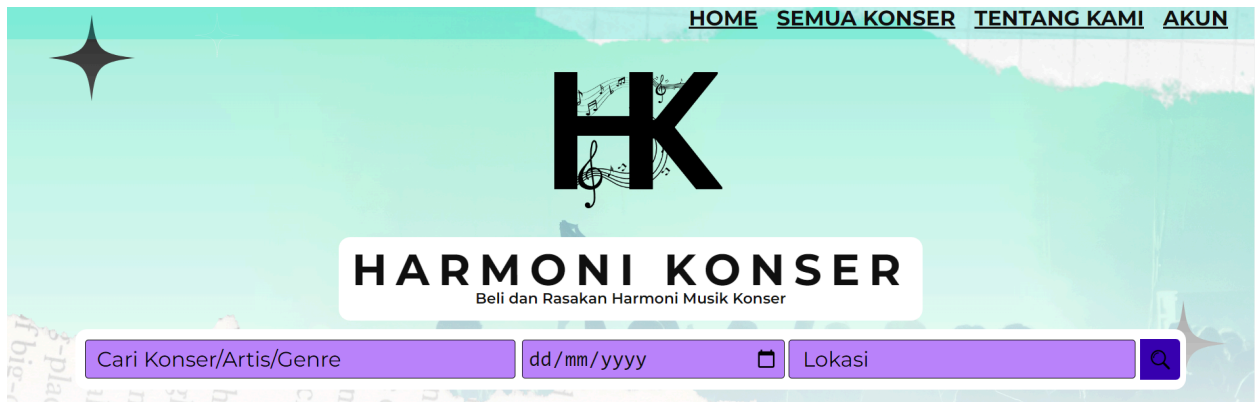 HOME SEMUA KONSER TENTANG KAMI AKUN
HK
HARMONI KONSER
Beli dan Rasakan Harmoni Musik Konser
Cari Konser/Artis/Genre dd/mm/yyyy Lokasi